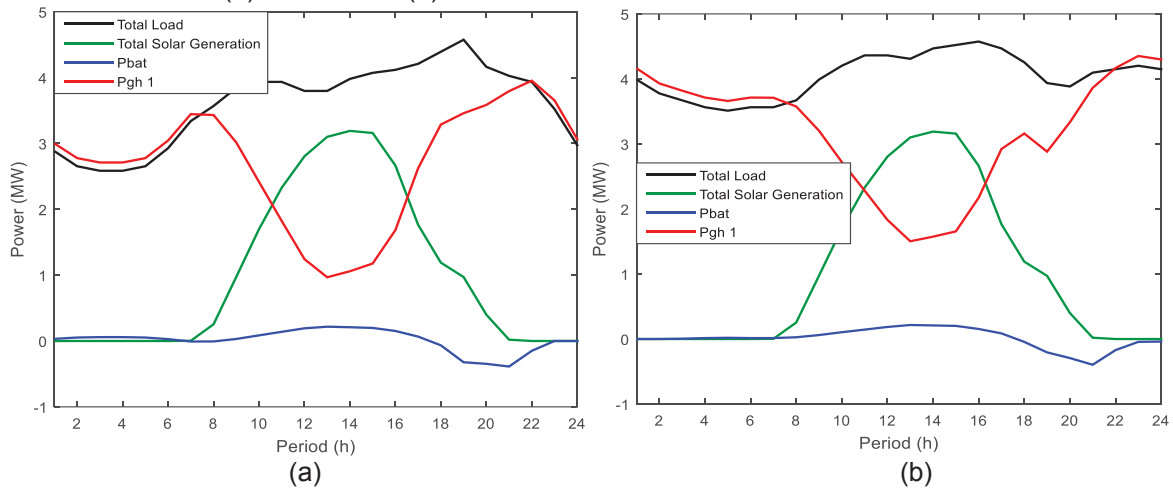 5
4
3
2
1
0
-1
Power (MW)
Total Load
Total Solar Generation
Pbat
Pgh 1
2 4 6 8 10 12 14 16 18 20 22 24
Period (h)
(a)
5
4
3
2
1
0
-1
Power (MW)
Total Load
Total Solar Generation
Pbat
Pgh 1
2 4 6 8 10 12 14 16 18 20 22 24
Period (h)
(b)